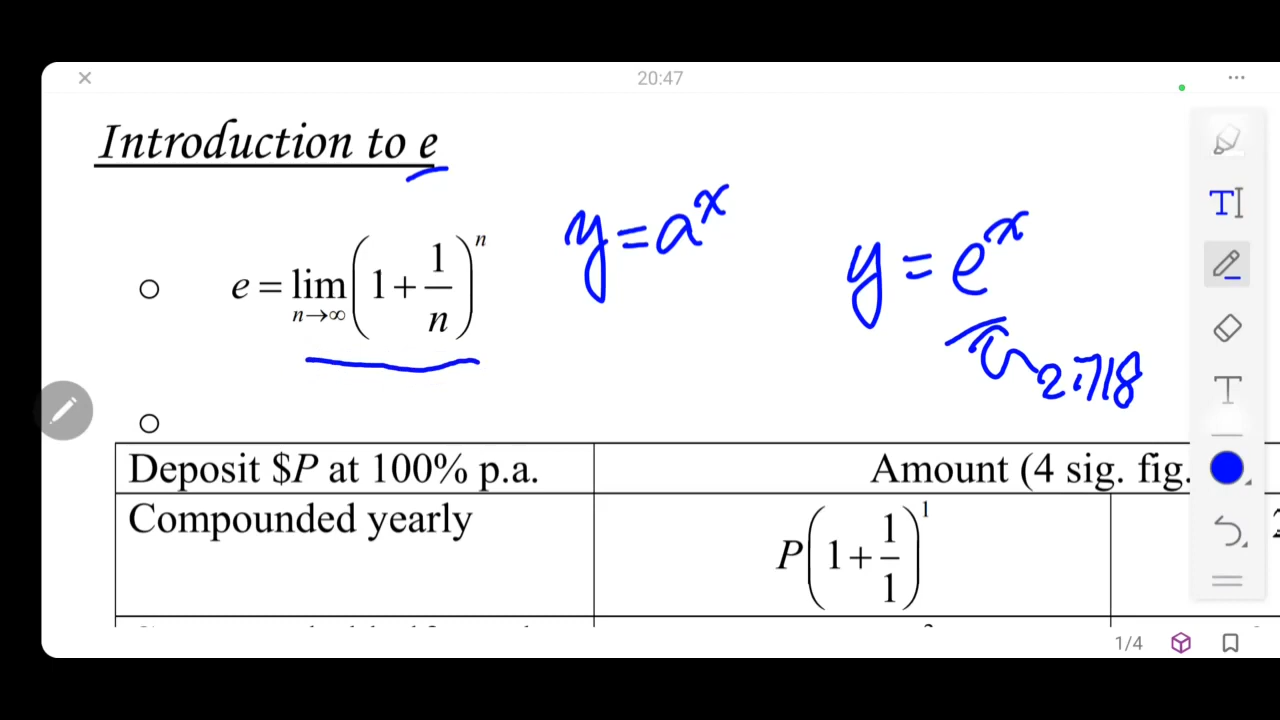 20:47
Introduction to e
e = lim n→∞ (1 + 1/n)^n
y = a^x
y = e^x
2.718
Deposit $P at 100% p.a.
Amount (4 sig. fig.
Compounded yearly
P(1 + 1/1)^1
1/4